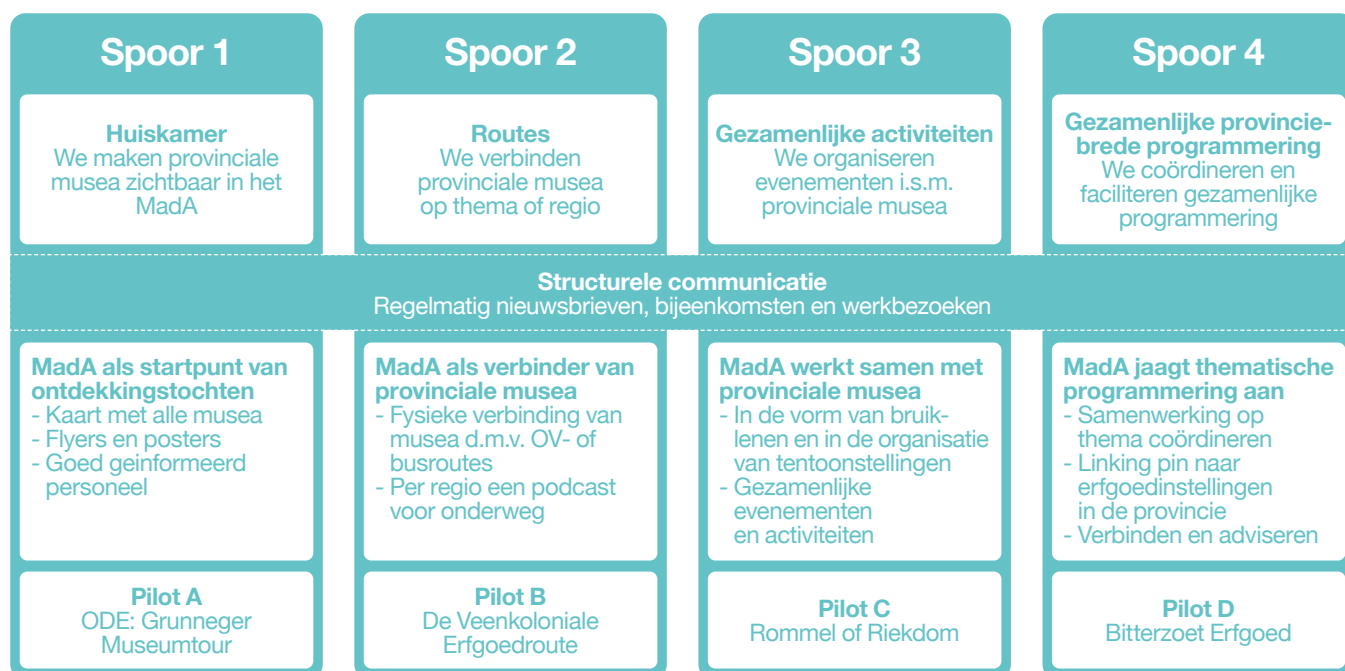 Spoor 1
Huiskamer
We maken provinciale
musea zichtbaar in het
MadA
Spoor 2
Routes
We verbinden
provinciale musea
op thema of regio
Spoor 3
Gezamenlijke activiteiten
We organiseren
evenementen i.s.m.
provinciale musea
Spoor 4
Gezamenlijke provincie-
brede programmering
We coördineren en
faciliteren gezamenlijke
programmering
Structurele communicatie
Regelmatig nieuwsbrieven, bijeenkomsten en werkbezoeken
MadA als startpunt van
ontdekkingstochten
- Kaart met alle musea
- Flyers en posters
- Goed geinformeerd
personeel
MadA als verbinder van
provinciale musea
- Fysieke verbinding van
musea d.m.v. OV- of
busroutes
- Per regio een podcast
voor onderweg
MadA werkt samen met
provinciale musea
- In de vorm van bruik-
lenen en in de organisatie
van tentoonstellingen
- Gezamenlijke
evenementen
en activiteiten
MadA jaagt thematische
programmering aan
- Samenwerking op
thema coördineren
- Linking pin naar
erfgoedinstellingen
in de provincie
- Verbinden en adviseren
Pilot A
ODE: Grunneger
Museumtour
Pilot B
De Veenkoloniale
Erfgoedroute
Pilot C
Rommel of Riekdom
Pilot D
Bitterzoet Erfgoed